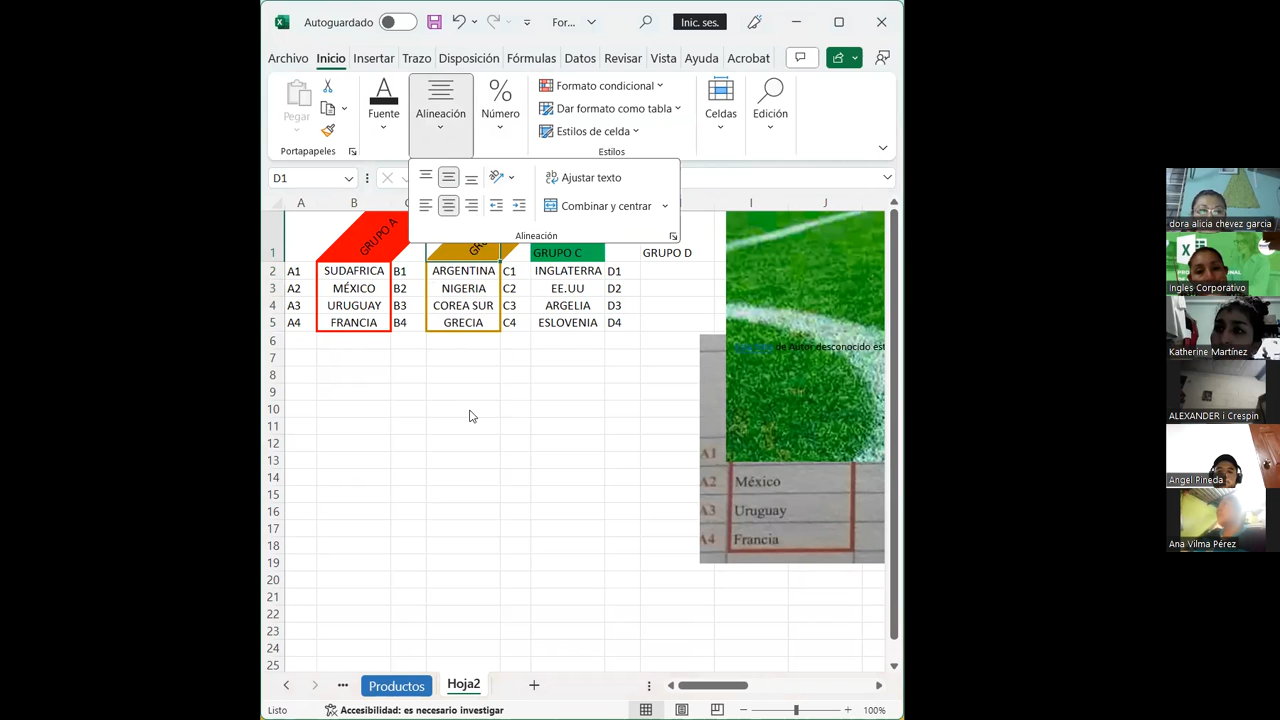 Autoguardado
For...
Inic. ses.
Archivo Inicio Insertar Trazo Disposición Fórmulas Datos Revisar Vista Ayuda Acrobat
Pegar
Fuente
Alineación
Número
Formato condicional
Dar formato como tabla
Estilos de celda
Celdas
Edición
Portapapeles
Estilos
D1
Ajustar texto
Combinar y centrar
Alineación
A B I J
1 GRUPO A GRUPO C GRUPO D
2 A1 SUDAFRICA B1 ARGENTINA C1 INGLATERRA D1
3 A2 MÉXICO B2 NIGERIA C2 EE.UU D2
4 A3 URUGUAY B3 COREA SUR C3 ARGELIA D3
5 A4 FRANCIA B4 GRECIA C4 ESLOVENIA D4
6
de Autor desconocido est
7
8
9
10
11
12
A1
13
14 A2 México
15
16 A3 Uruguay
17
18 A4 Francia
19
20
21
22
23
24
25
Productos Hoja2
Listo
Accesibilidad: es necesario investigar
100%
dora alicia chevez garcia
Ingles Corporativo
Katherine Martínez
ALEXANDER i Crespin
Angel Pineda
Ana Vilma Pérez